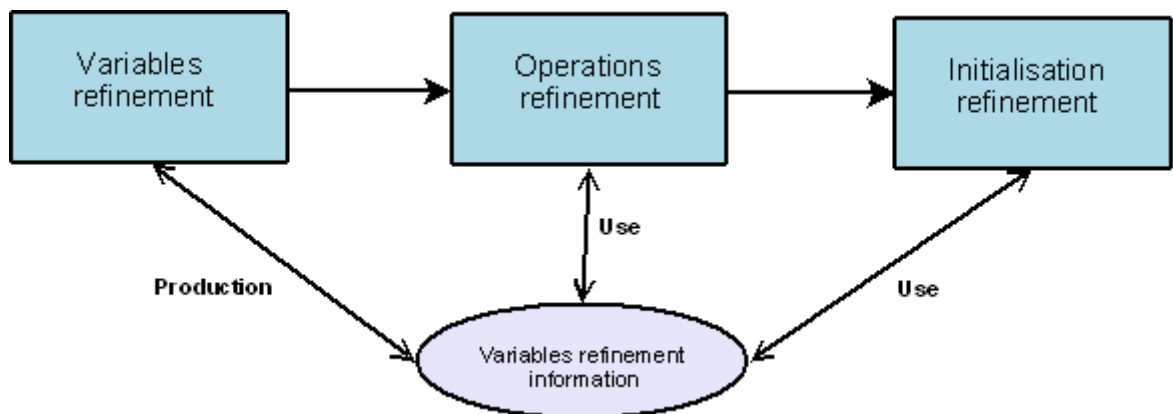 Variables
refinement
Operations
refinement
Initialisation
refinement
Use
Production
Use
Variables refinement
information